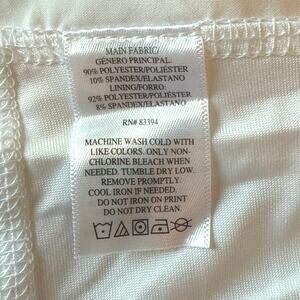 MAIN FABRIC/
GÉNERO PRINCIPAL.
90% POLYESTER/POLIÉSTER
10% SPANDEX/ELASTANO
LINING/FORRO:
92% POLYESTER/POLIÉSTER
8% SPANDEX/ELASTANO
RN# 83394
MACHINE WASH COLD WITH
LIKE COLORS. ONLY NON-
CHLORINE BLEACH WHEN
NEEDED. TUMBLE DRY LOW.
REMOVE PROMPTLY.
COOL IRON IF NEEDED.
DO NOT IRON ON PRINT
DO NOT DRY CLEAN.